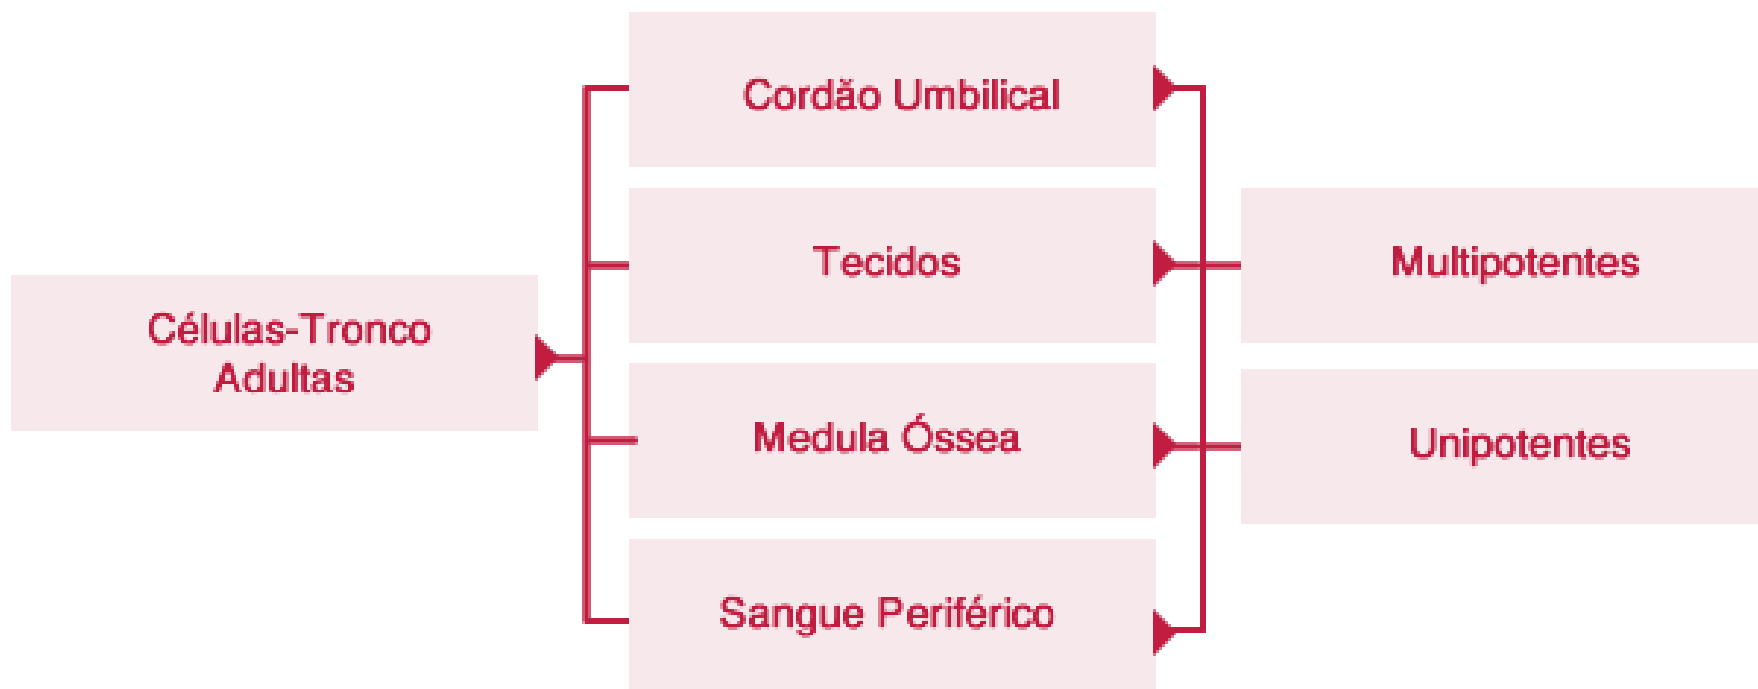 Células-Tronco
Adultas
Cordão Umbilical
Tecidos
Medula Óssea
Sangue Periférico
Multipotentes
Unipotentes